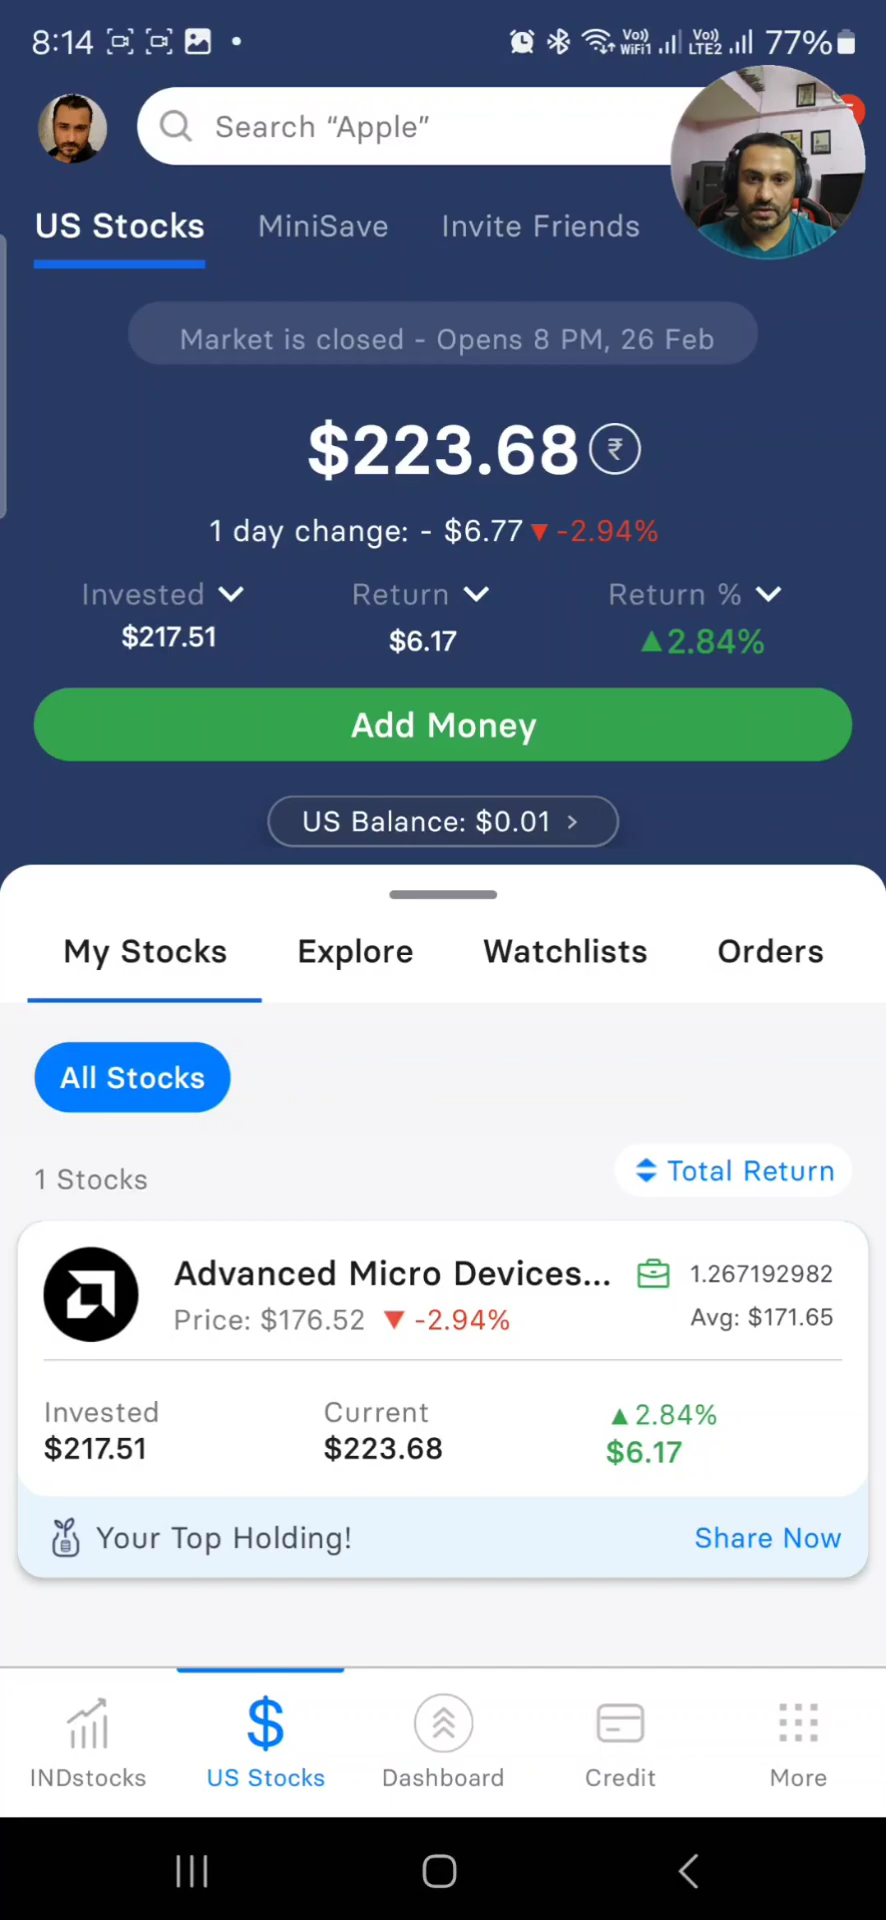 8:14
Vo)) WiFi1 Vo)) LTE2 77%
Search “Apple”
US Stocks MiniSave Invite Friends
Market is closed - Opens 8 PM, 26 Feb
$223.68 ₹
1 day change: - $6.77 ▼ -2.94%
Invested Return Return %
$217.51 $6.17 ▲2.84%
Add Money
US Balance: $0.01 >
My Stocks Explore Watchlists Orders
All Stocks
1 Stocks Total Return
Advanced Micro Devices... 1.267192982
Price: $176.52 ▼ -2.94% Avg: $171.65
Invested Current ▲2.84%
$217.51 $223.68 $6.17
Your Top Holding! Share Now
INDstocks US Stocks Dashboard Credit More